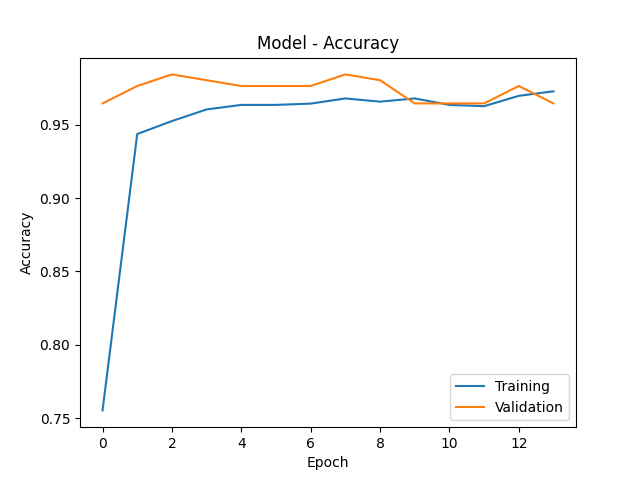 Model - Accuracy
Accuracy
0.95
0.90
0.85
0.80
0.75
0 2 4 6 8 10 12
Epoch
Training
Validation